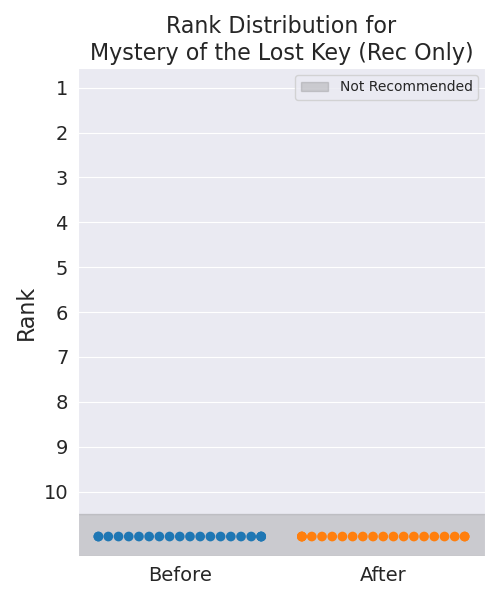 Rank Distribution for
Mystery of the Lost Key (Rec Only)
Not Recommended
1
2
3
4
5
6
7
8
9
10
Rank
Before After